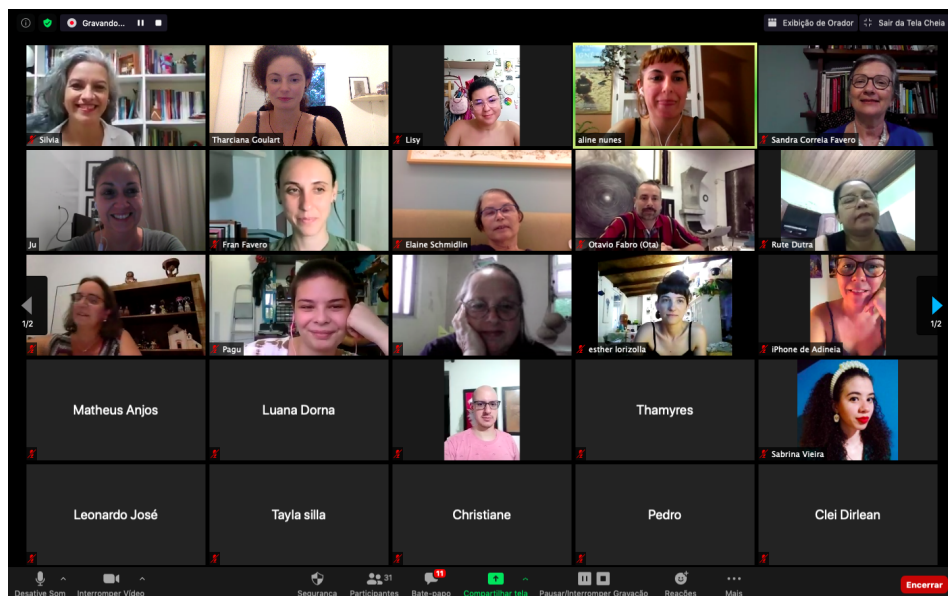 Gravando...
Exibição de Orador
Sair da Tela Cheia
Silvia
Tharciana Goulart
Lisy
aline nunes
Sandra Correia Favero
Ju
Fran Favero
Elaine Schmidlin
Otavio Fabro (Ota)
Rute Dutra
1/2
1/2
Pagu
esther lorizolla
iPhone de Adineia
Matheus Anjos
Luana Dorna
Thamyres
Sabrina Vieira
Leonardo José
Tayla silla
Christiane
Pedro
Clei Dirlean
11
31
Desative Som
Interromper Vídeo
Segurança
Participantes
Bate-papo
Compartilhar tela
Pausar/Interromper Gravação
Reações
Mais
Encerrar